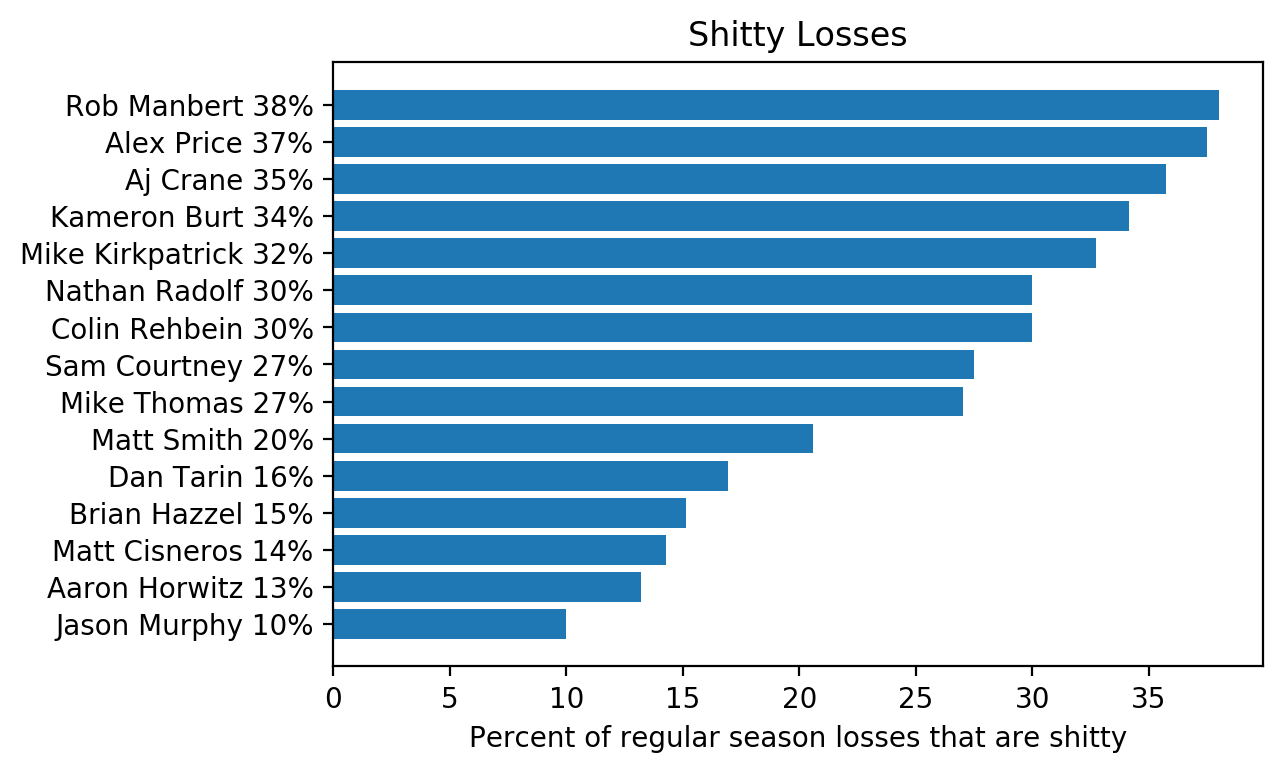 Shitty Losses
Rob Manbert 38%
Alex Price 37%
Aj Crane 35%
Kameron Burt 34%
Mike Kirkpatrick 32%
Nathan Radolf 30%
Colin Rehbein 30%
Sam Courtney 27%
Mike Thomas 27%
Matt Smith 20%
Dan Tarin 16%
Brian Hazzel 15%
Matt Cisneros 14%
Aaron Horwitz 13%
Jason Murphy 10%
0 5 10 15 20 25 30 35
Percent of regular season losses that are shitty